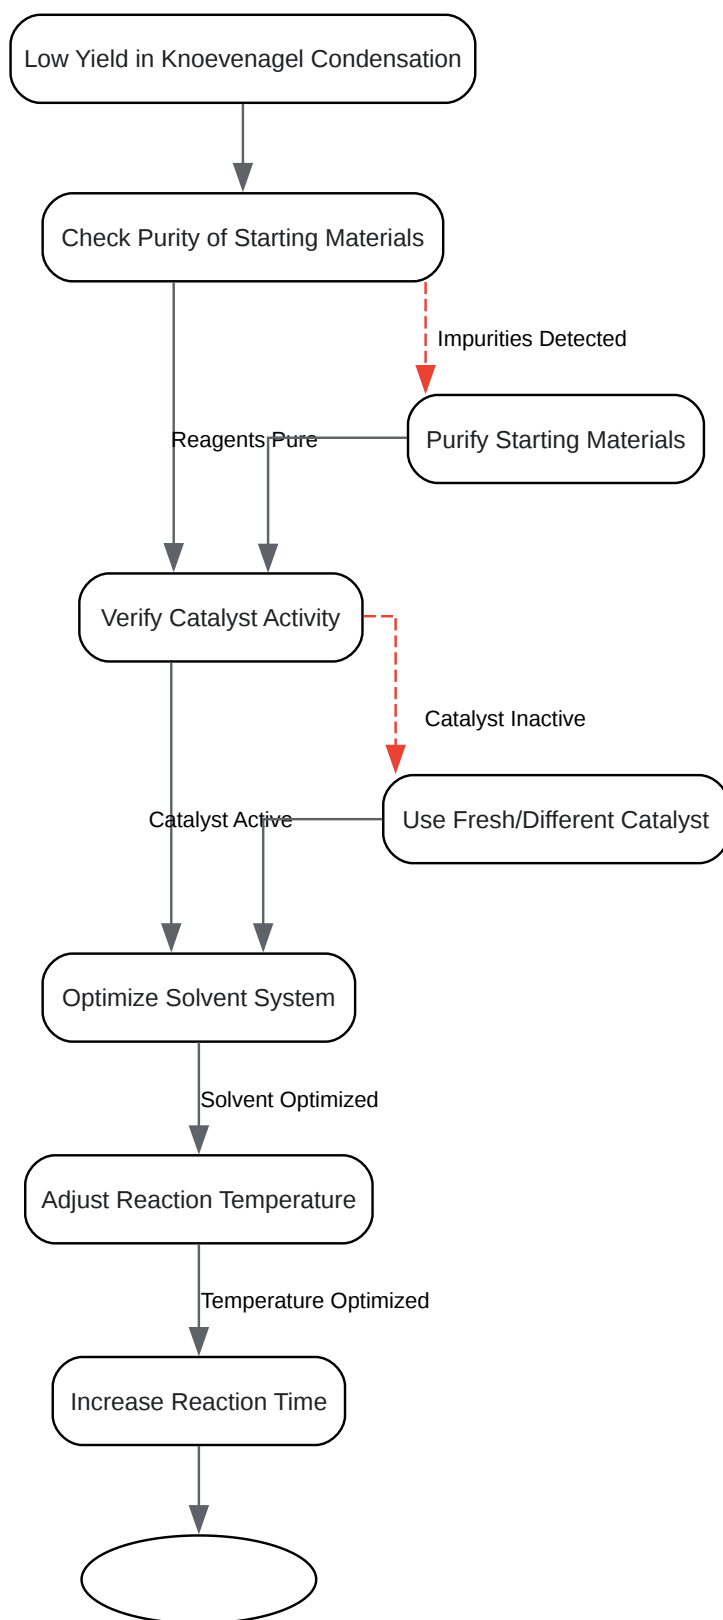 Low Yield in Knoevenagel Condensation
Check Purity of Starting Materials
Impurities Detected
Reagents Pure
Purify Starting Materials
Verify Catalyst Activity
Catalyst Inactive
Catalyst Active
Use Fresh/Different Catalyst
Optimize Solvent System
Solvent Optimized
Adjust Reaction Temperature
Temperature Optimized
Increase Reaction Time